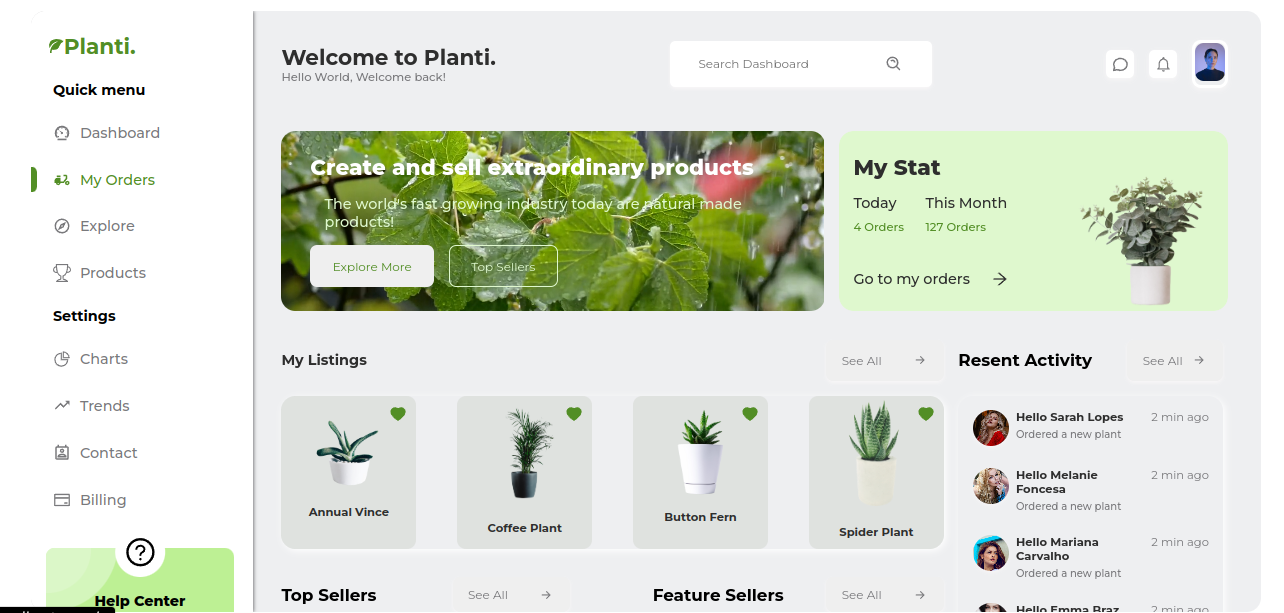 Planti.
Quick menu
Dashboard
My Orders
Explore
Products
Settings
Charts
Trends
Contact
Billing
Help Center
Welcome to Planti.
Hello World, Welcome back!
Search Dashboard
Create and sell extraordinary products
The world's fast growing industry today are natural made
products!
Explore More
Top Sellers
My Stat
Today
This Month
4 Orders
127 Orders
Go to my orders
My Listings
See All
Annual Vince
Coffee Plant
Button Fern
Spider Plant
Resent Activity
See All
Hello Sarah Lopes
2 min ago
Ordered a new plant
Hello Melanie
Foncesa
2 min ago
Ordered a new plant
Hello Mariana
Carvalho
2 min ago
Ordered a new plant
Hello Emma Braz
2 min ago
Top Sellers
See All
Feature Sellers
See All